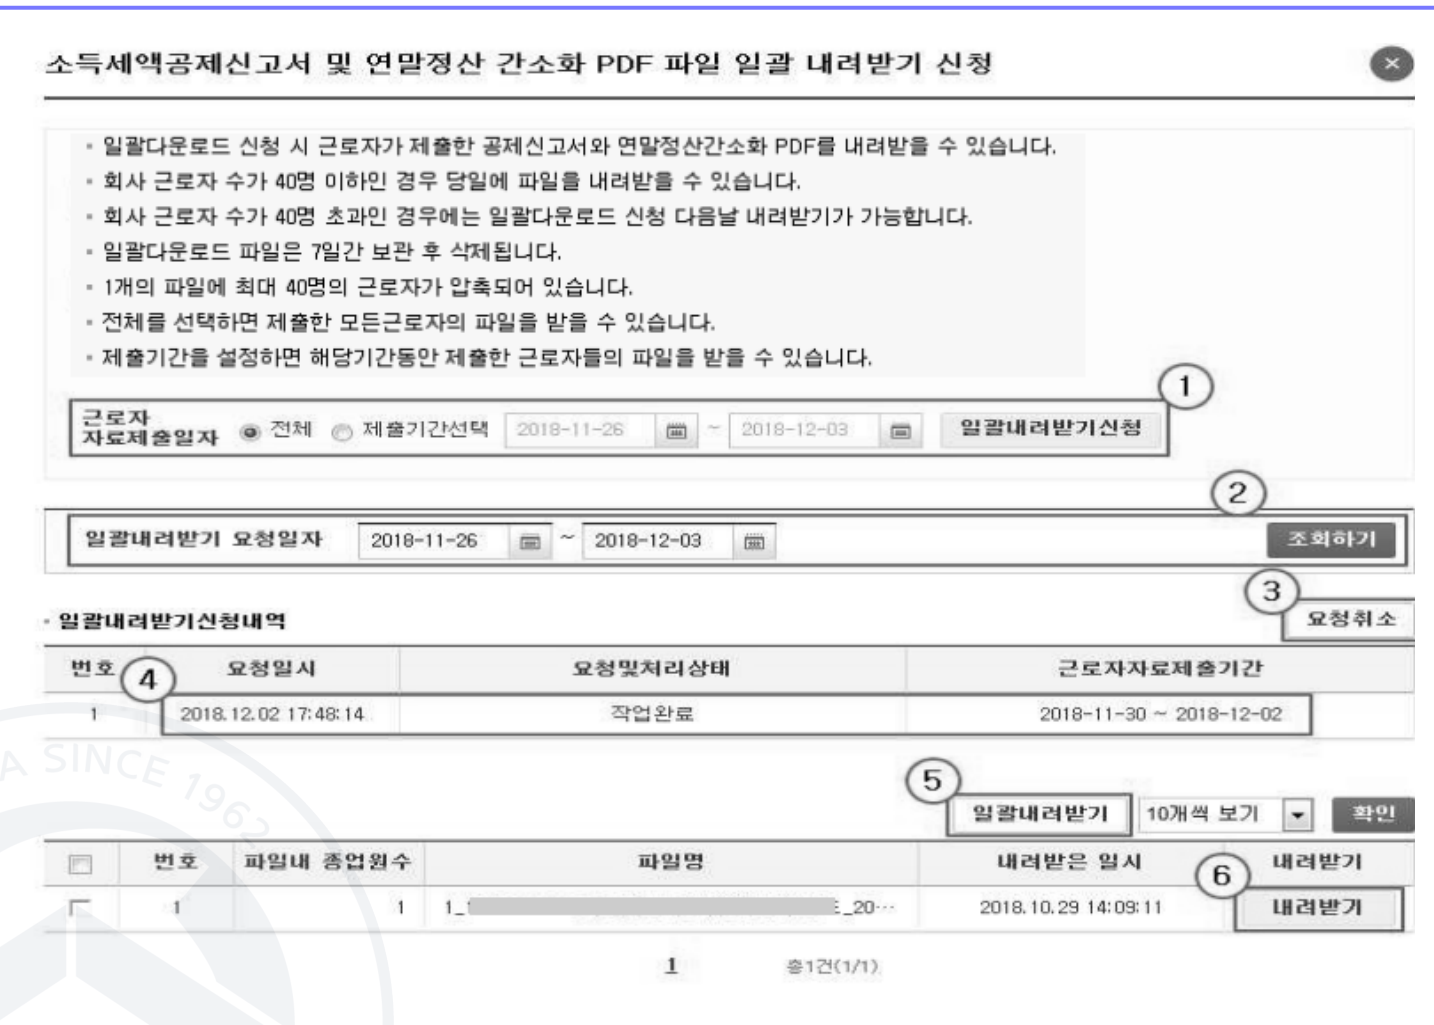 소득세액공제신고서 및 연말정산 간소화 PDF 파일 일괄 내려받기 신청
일괄다운로드 신청 시 근로자가 제출한 공제신고서와 연말정산간소화 PDF를 내려받을 수 있습니다.
회사 근로자 수가 40명 이하인 경우 당일에 파일을 내려받을 수 있습니다.
회사 근로자 수가 40명 초과인 경우에는 일괄다운로드 신청 다음날 내려받기가 가능합니다.
일괄다운로드 파일은 7일간 보관 후 삭제됩니다.
1개의 파일에 최대 40명의 근로자가 압축되어 있습니다.
전체를 선택하면 제출한 모든근로자의 파일을 받을 수 있습니다.
제출기간을 설정하면 해당기간동안 제출한 근로자들의 파일을 받을 수 있습니다.
1
근로자
자료제출일자 전체 제출기간선택 2018-11-26 ~ 2018-12-03 일괄내려받기신청
2
일괄내려받기 요청일자 2018-11-26 ~ 2018-12-03 조회하기
3
일괄내려받기신청내역 요청취소
번호 4 요청일시 요청및처리상태 근로자자료제출기간
1 2018.12.02 17:48:14 작업완료 2018-11-30 ~ 2018-12-02
5
일괄내려받기 10개씩 보기 확인
번호 파일내 종업원수 파일명 내려받은 일시 6 내려받기
1 1 1_ _20... 2018.10.29 14:09:11 내려받기
1 총1건(1/1)
SINCE 1962